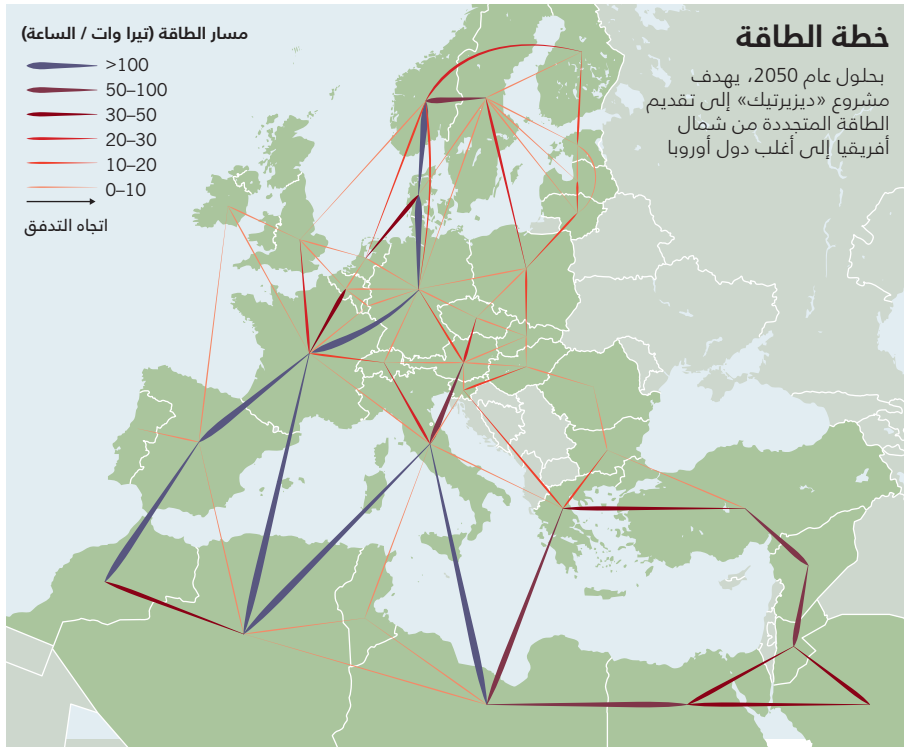 خطة الطاقة
بحلول عام 2050، يهدف
مشروع «ديزيرتيك» إلى تقديم
الطاقة المتجددة من شمال
أفريقيا إلى أغلب دول أوروبا
مسار الطاقة (تيرا وات / الساعة)
>100
50–100
30–50
20–30
10–20
0–10
اتجاه التدفق